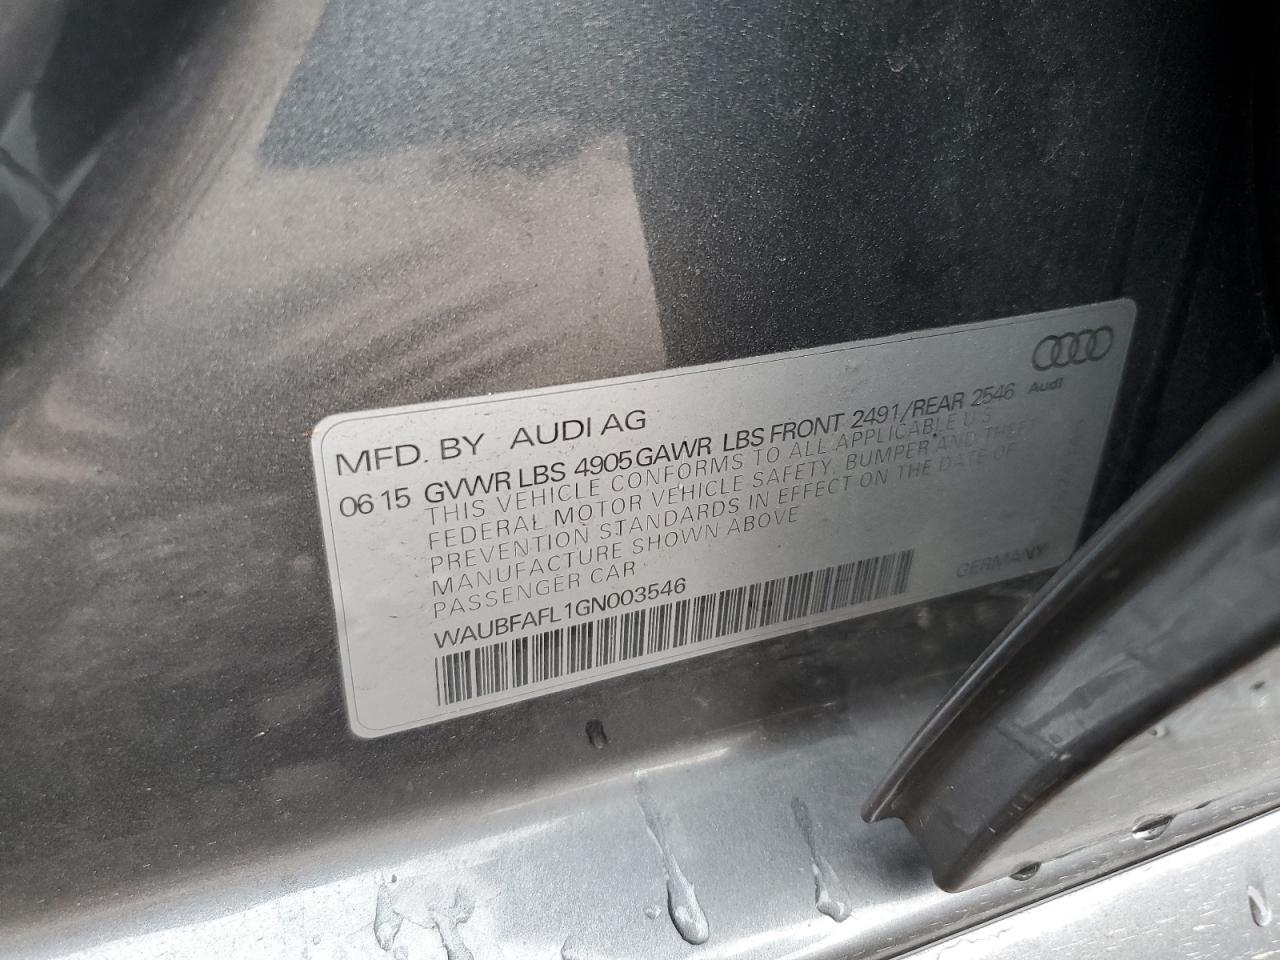 MFD. BY AUDI AG
Audi
06 15 GVWR LBS 4905 GAWR LBS FRONT 2491/REAR 2546
THIS VEHICLE CONFORMS TO ALL APPLICABLE U.S.
FEDERAL MOTOR VEHICLE SAFETY, BUMPER AND THEFT
PREVENTION STANDARDS IN EFFECT ON THE DATE OF
MANUFACTURE SHOWN ABOVE
PASSENGER CAR
GERMANY
WAUBFAFL1GN003546